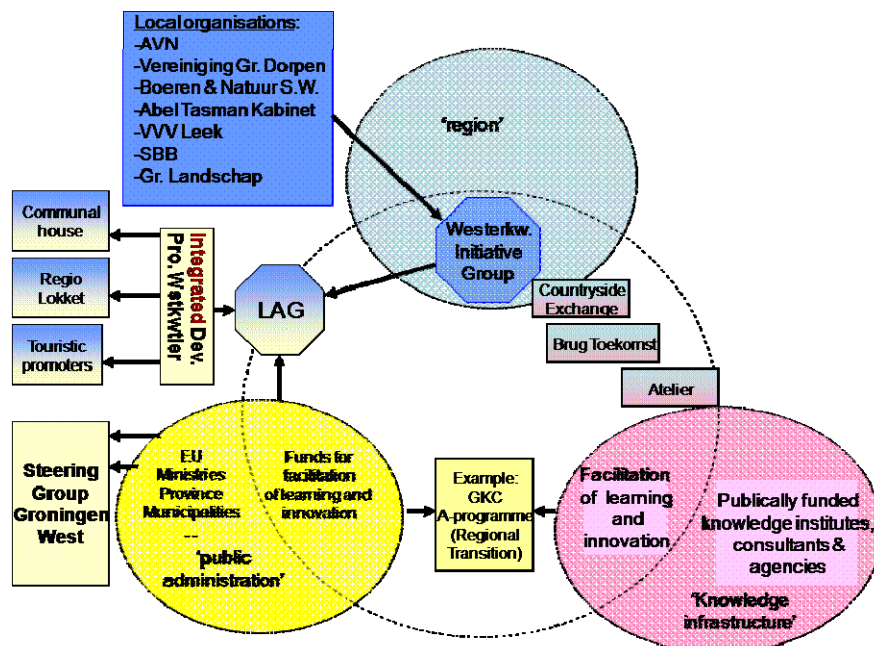 Local organisations:
-AVN
-Vereiniging Gr. Dorpen
-Boeren & Natuur S.W.
-Abel Tasman Kabinet
-VVV Leek
-SBB
-Gr. Landschap
'region'
Westerkw.
Initiative
Group
Countryside
Exchange
Brug Toekomst
Atelier
Communal
house
Regio
Lokket
Touristic
promoters
Integrated Dev.
Pro. Wstkwtier
LAG
Steering
Group
Groningen
West
EU
Ministries
Province
Municipalities
--
'public
administration'
Funds for
facilitation
of learning and
innovation
Example:
GKC
A-programme
(Regional
Transition)
Facilitation
of learning
and
innovation
Publically funded
knowledge institutes,
consultants &
agencies
'Knowledge
infrastructure'